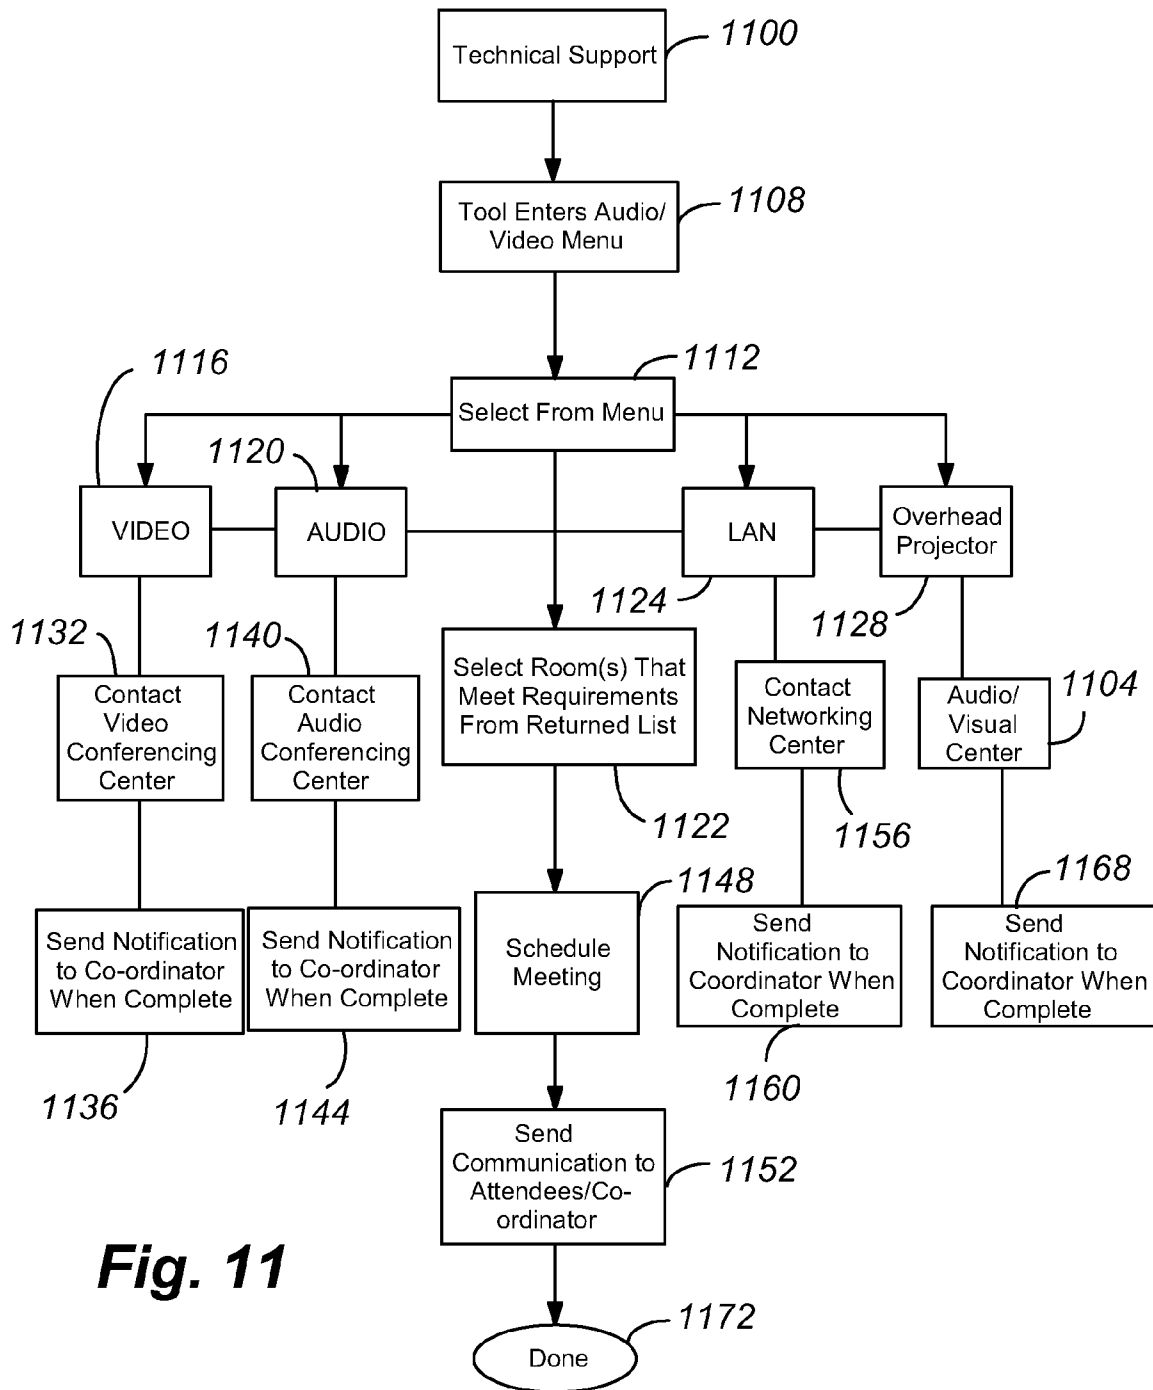 1100
Technical Support
1108
Tool Enters Audio/
Video Menu
1116
1112
Select From Menu
1120
VIDEO
AUDIO
LAN
Overhead
Projector
1124
1128
1132
1140
Select Room(s) That
Meet Requirements
From Returned List
1122
Contact
Video
Conferencing
Center
Contact
Audio
Conferencing
Center
Contact
Networking
Center
1156
Audio/
Visual
Center
1104
1148
1168
Send Notification
to Co-ordinator
When Complete
1136
Send Notification
to Co-ordinator
When Complete
1144
Schedule
Meeting
Send
Notification to
Coordinator When
Complete
1160
Send
Notification to
Coordinator When
Complete
Send
Communication to
Attendees/Co-
ordinator
1152
Fig. 11
1172
Done